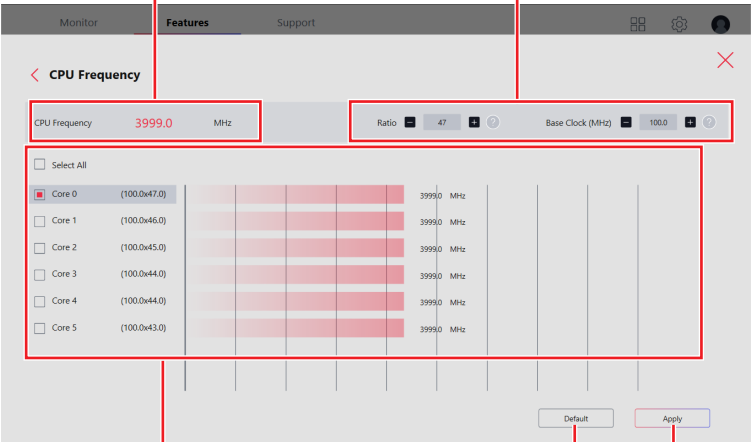 Monitor Features Support
CPU Frequency
CPU Frequency 3999.0 MHz Ratio 47 ? Base Clock (MHz) 100.0 ?
Select All
Core 0 (100.0x47.0) 3999.0 MHz
Core 1 (100.0x46.0) 3999.0 MHz
Core 2 (100.0x45.0) 3999.0 MHz
Core 3 (100.0x44.0) 3999.0 MHz
Core 4 (100.0x44.0) 3999.0 MHz
Core 5 (100.0x43.0) 3999.0 MHz
Default Apply